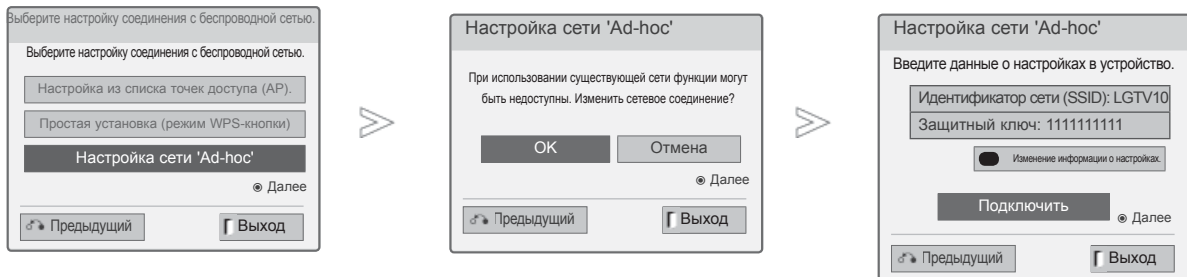 Выберите настройку соединения с беспроводной сетью.
Выберите настройку соединения с беспроводной сетью.
Настройка из списка точек доступа (AP).
Простая установка (режим WPS-кнопки)
Настройка сети 'Ad-hoc'
Далее
Предыдущий
Выход
Настройка сети 'Ad-hoc'
При использовании существующей сети функции могут
быть недоступны. Изменить сетевое соединение?
OK
Отмена
Далее
Предыдущий
Выход
Настройка сети 'Ad-hoc'
Введите данные о настройках в устройство.
Идентификатор сети (SSID): LGTV10
Защитный ключ: 1111111111
Изменение информации о настройках.
Подключить
Далее
Предыдущий
Выход